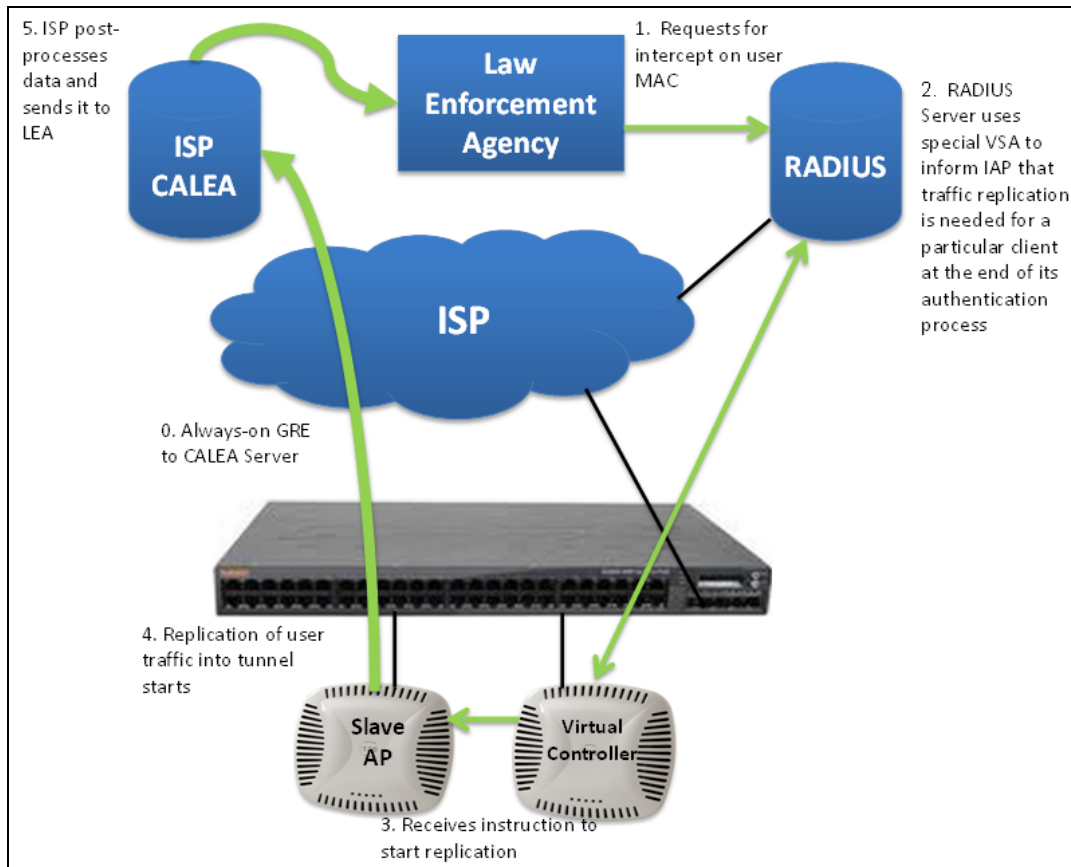 5. ISP post-
processes
data and
sends it to
LEA
ISP
CALEA
Law
Enforcement
Agency
1. Requests for
intercept on user
MAC
RADIUS
2. RADIUS
Server uses
special VSA to
inform IAP that
traffic replication
is needed for a
particular client
at the end of its
authentication
process
ISP
0. Always-on GRE
to CALEA Server
4. Replication of user
traffic into tunnel
starts
Slave
AP
Virtual
Controller
3. Receives instruction to
start replication